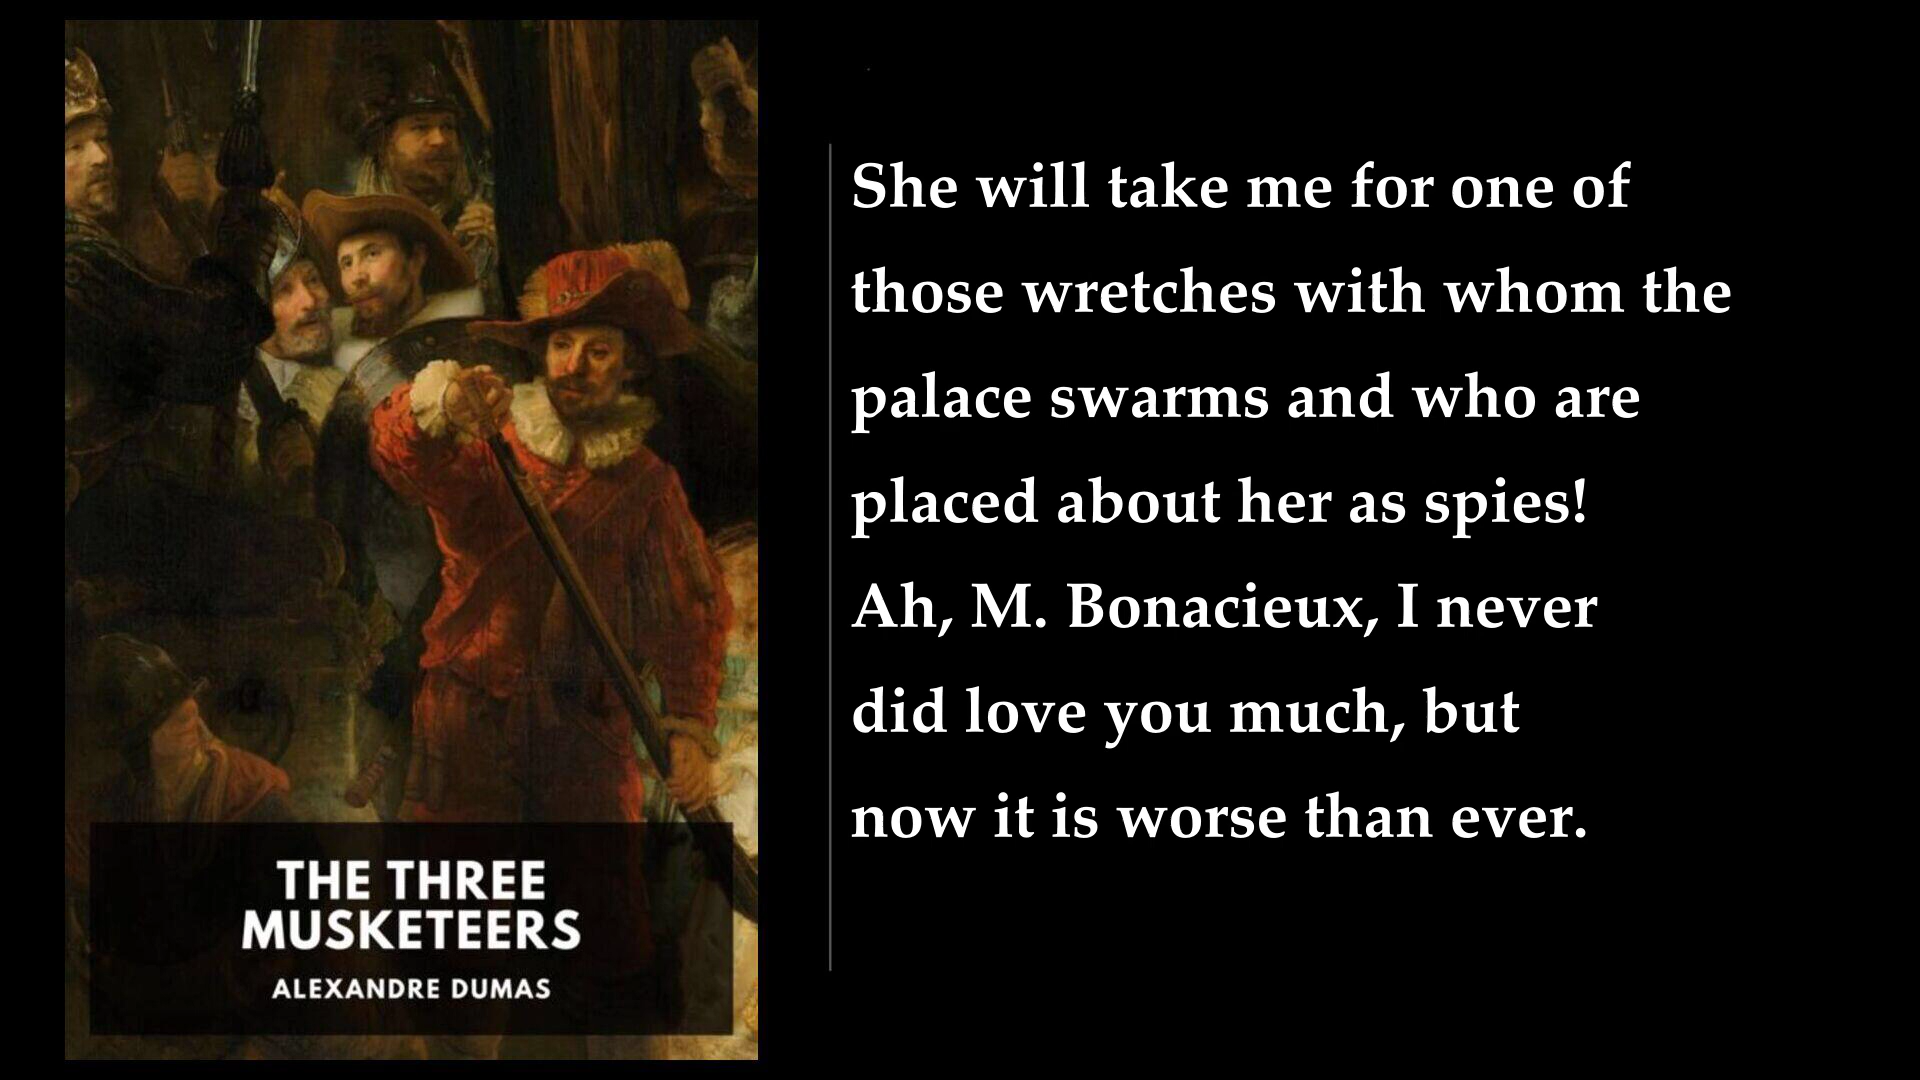 THE THREE
MUSKETEERS
ALEXANDRE DUMAS
She will take me for one of
those wretches with whom the
palace swarms and who are
placed about her as spies!
Ah, M. Bonacieux, I never
did love you much, but
now it is worse than ever.